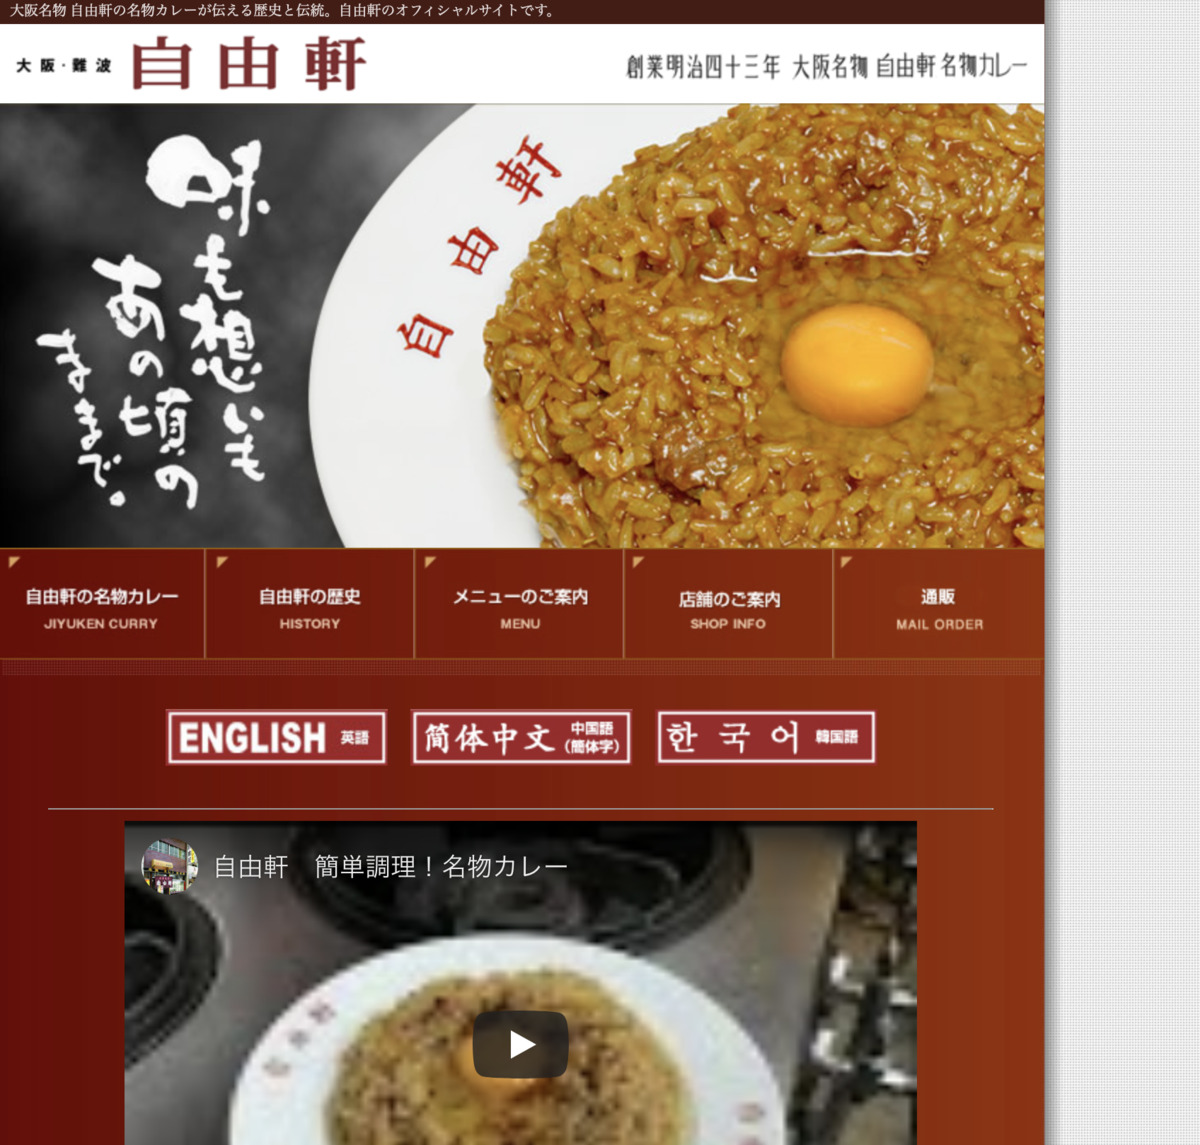 大阪名物 自由軒の名物カレーが伝える歴史と伝統。自由軒のオフィシャルサイトです。
大阪·難波 自由軒
創業明治四十三年 大阪名物 自由軒 名物カレー
味も想いも
あの頃の
ままで。
自由軒
自由軒の名物カレー
JIYUKEN CURRY
自由軒の歴史
HISTORY
メニューのご案内
MENU
店舗のご案内
SHOP INFO
通販
MAIL ORDER
ENGLISH 英語
简体中文 中国語
（簡体字）
한국어 韓国語
自由軒　簡単調理！名物カレー